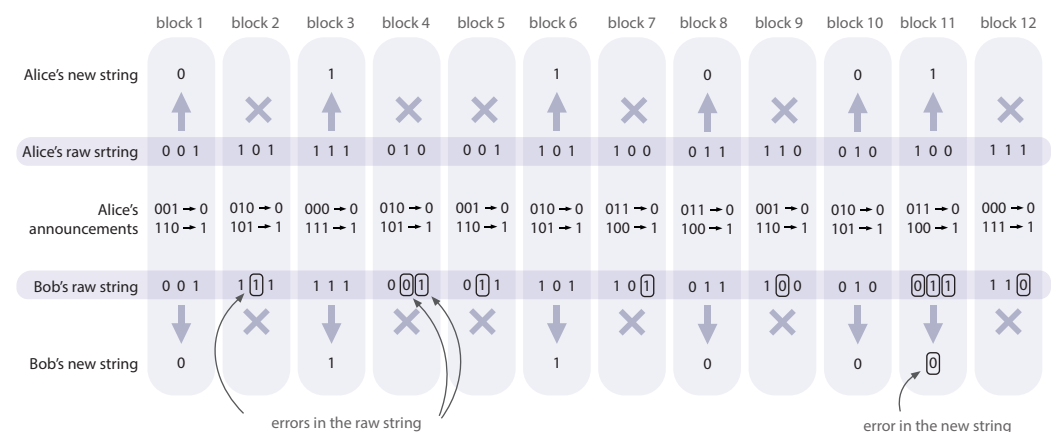 block 1 block 2 block 3 block 4 block 5 block 6 block 7 block 8 block 9 block 10 block 11 block 12
Alice's new string 0 1 1 0 0 1
Alice's raw srtring 0 0 1 1 0 1 1 1 1 0 1 0 0 0 1 1 0 1 1 0 0 0 1 1 1 1 0 0 1 0 1 0 0 1 1 1
Alice's 001 → 0 010 → 0 000 → 0 010 → 0 001 → 0 010 → 0 011 → 0 011 → 0 001 → 0 010 → 0 011 → 0 000 → 0
announcements 110 → 1 101 → 1 111 → 1 101 → 1 110 → 1 101 → 1 100 → 1 100 → 1 110 → 1 101 → 1 100 → 1 111 → 1
Bob's raw string 0 0 1 1 1 1 1 1 1 0 0 1 0 1 1 1 0 1 1 0 1 0 1 1 1 0 0 0 1 0 0 1 1 1 1 0
Bob's new string 0 1 1 0 0 0
errors in the raw string error in the new string